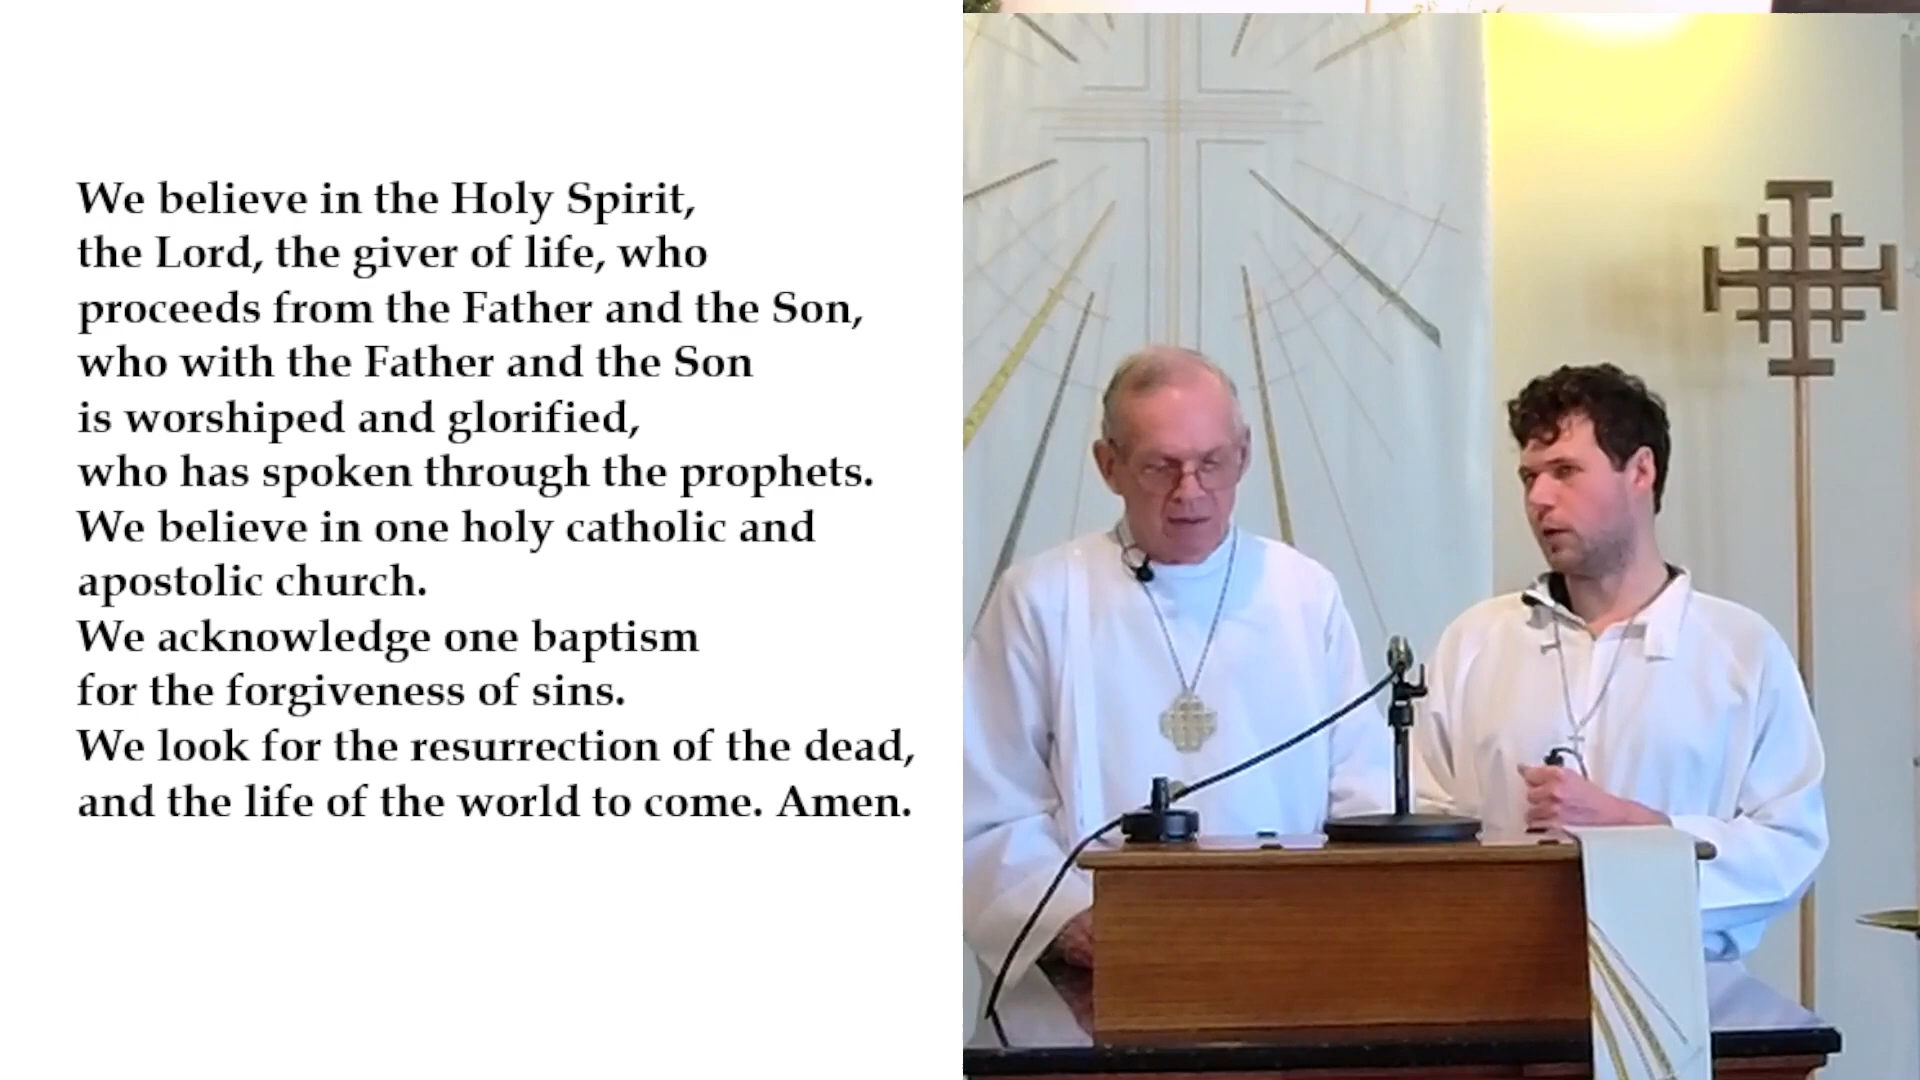 We believe in the Holy Spirit,
the Lord, the giver of life, who
proceeds from the Father and the Son,
who with the Father and the Son
is worshiped and glorified,
who has spoken through the prophets.
We believe in one holy catholic and
apostolic church.
We acknowledge one baptism
for the forgiveness of sins.
We look for the resurrection of the dead,
and the life of the world to come. Amen.